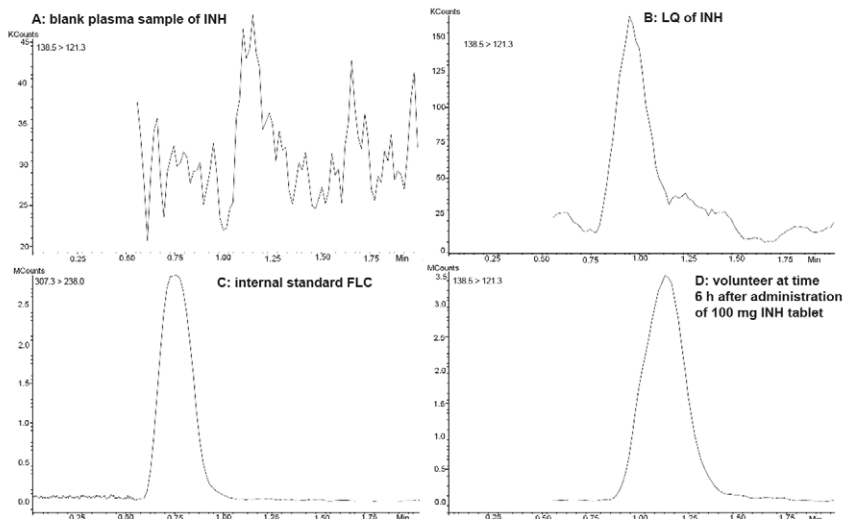 A: blank plasma sample of INH
KCounts
138.5 > 121.3
45
40
35
30
25
20
0.25 0.50 0.75 1.00 1.25 1.50 1.75 Min
B: LQ of INH
KCounts
138.5 > 121.3
150
125
100
75
50
25
0
0.25 0.50 0.75 1.00 1.25 1.50 1.75 Min
C: internal standard FLC
MCounts
307.3 > 238.0
2.5
2.0
1.5
1.0
0.5
0.0
0.25 0.50 0.75 1.00 1.25 1.50 1.75 Min
D: volunteer at time
6 h after administration
of 100 mg INH tablet
MCounts
138.5 > 121.3
3.5
3.0
2.5
2.0
1.5
1.0
0.5
0.0
0.25 0.50 0.75 1.00 1.25 1.50 1.75 Min